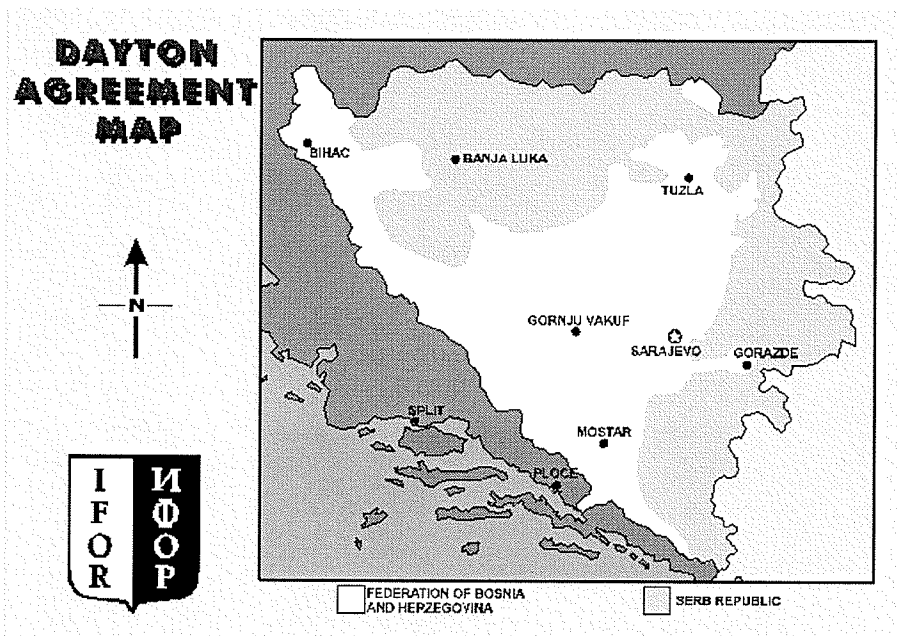 DAYTON
AGREEMENT
MAP
N
BIHAC
BANJA LUKA
TUZLA
GORNJU VAKUF
SARAJEVO
GORAZDE
SPLIT
MOSTAR
PLOCE
I
F
O
R
И
Ф
О
Р
FEDERATION OF BOSNIA
AND HERZEGOVINA
SERB REPUBLIC